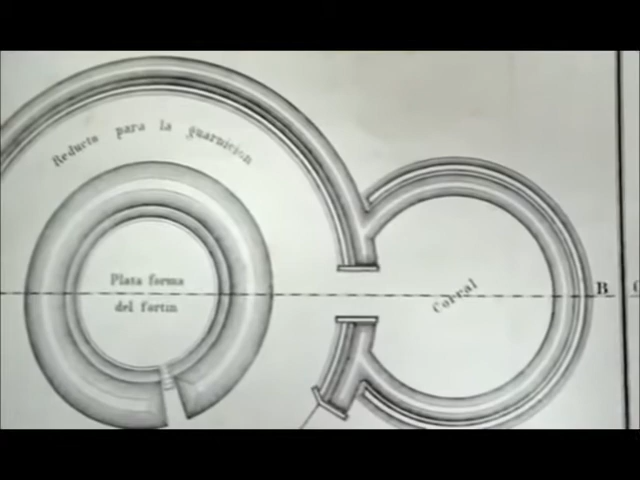 Reducto para la guarnicion
Plata forma
del fortin
Corral
B